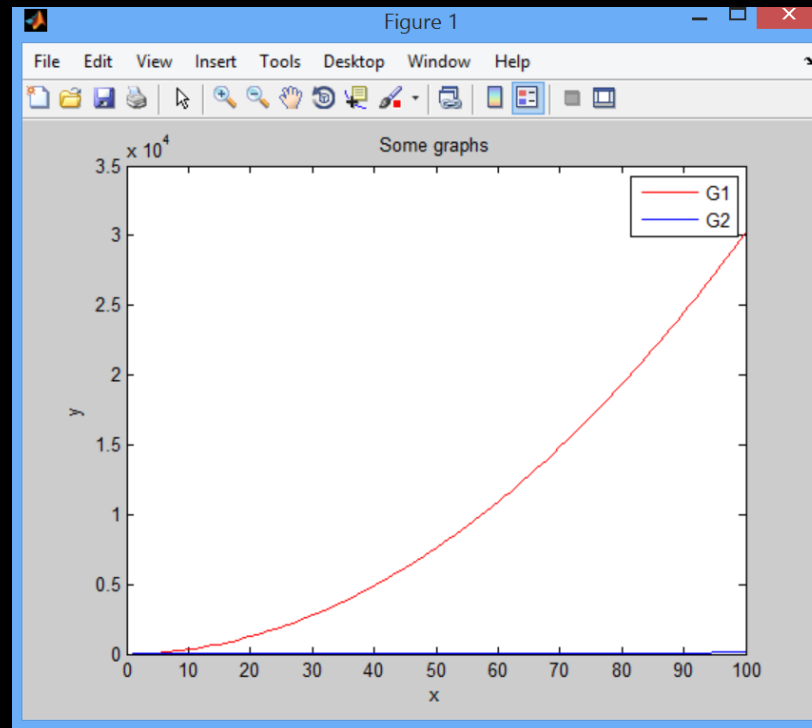 Figure 1
File Edit View Insert Tools Desktop Window Help
x 10^4
Some graphs
3.5
3
2.5
2
1.5
1
0.5
0
y
G1
G2
0 10 20 30 40 50 60 70 80 90 100
x